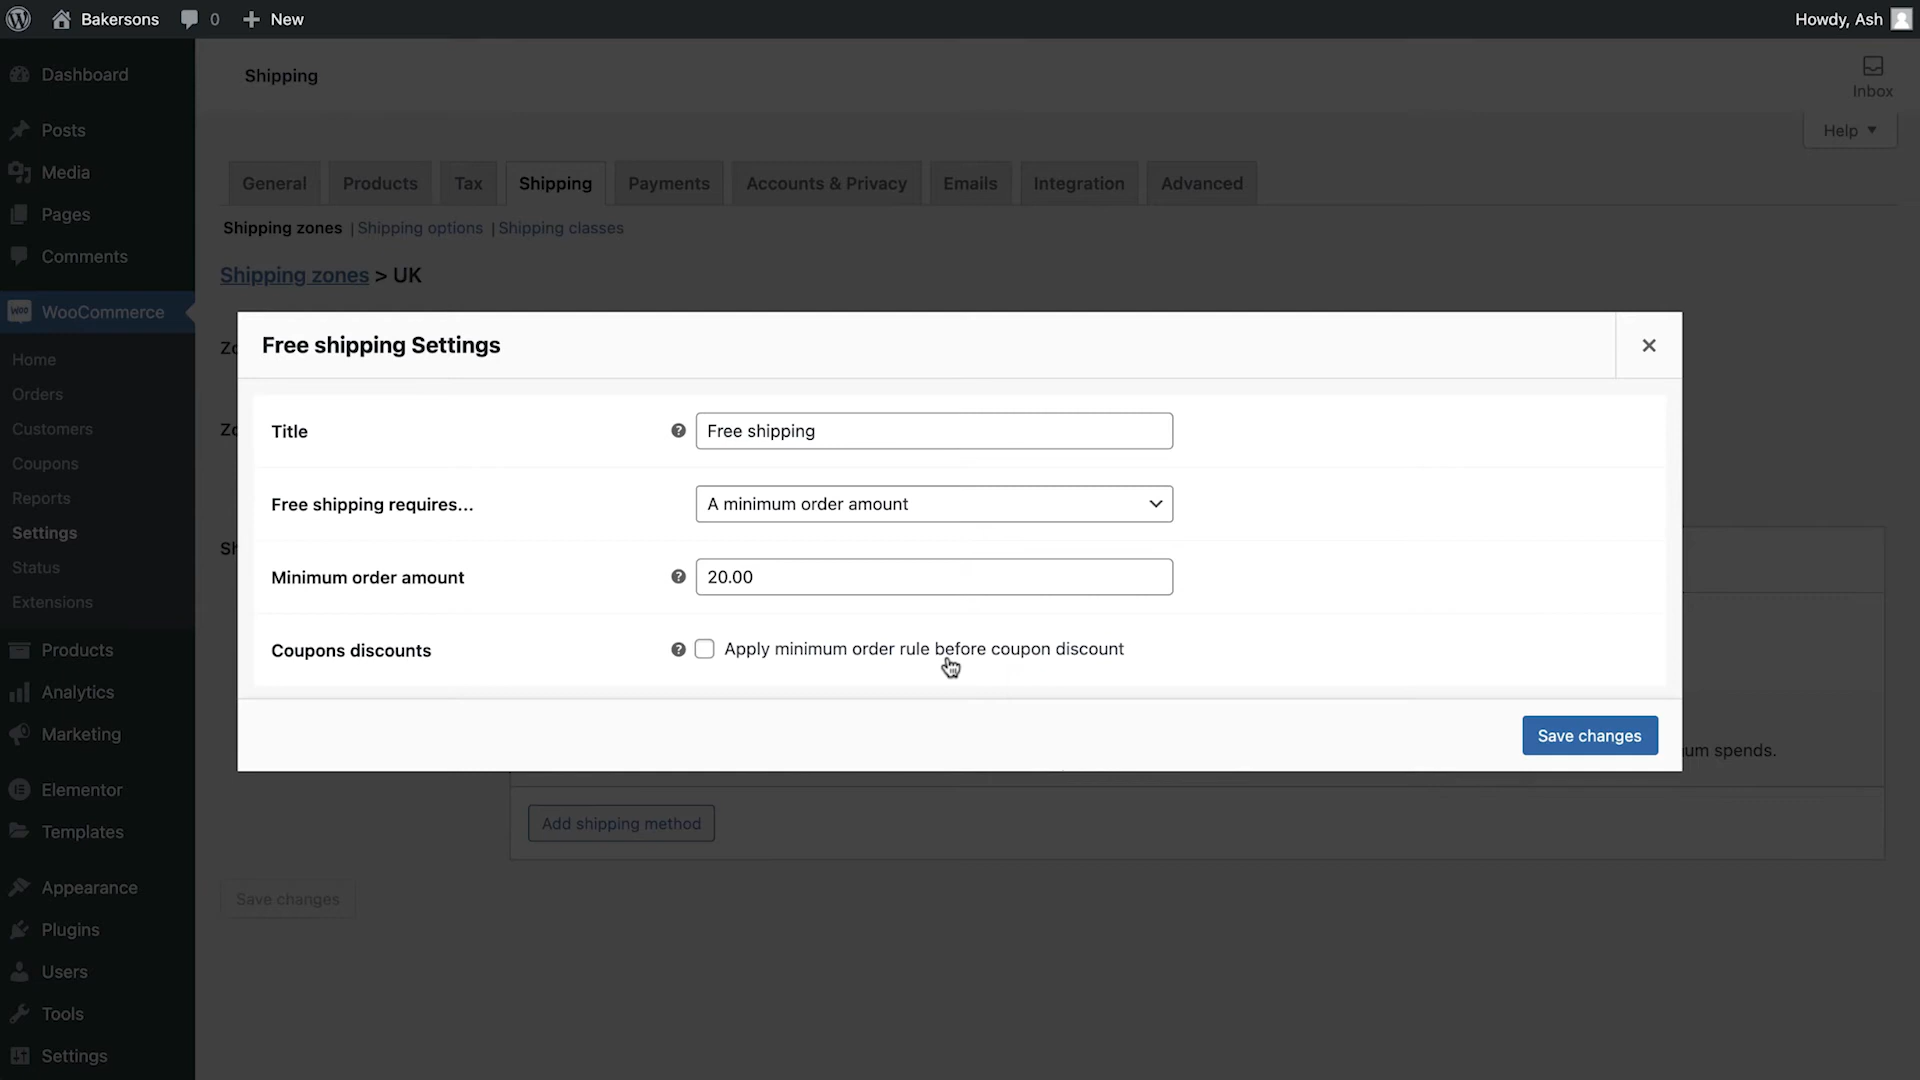 Bakersons 0 New Howdy, Ash
Dashboard
Posts
Media
Pages
Comments
WooCommerce
Home
Orders
Customers
Coupons
Reports
Settings
Status
Extensions
Products
Analytics
Marketing
Elementor
Templates
Appearance
Plugins
Users
Tools
Settings
Shipping
Inbox
Help
General Products Tax Shipping Payments Accounts & Privacy Emails Integration Advanced
Shipping zones | Shipping options | Shipping classes
Shipping zones > UK
Free shipping Settings
Title Free shipping
Free shipping requires... A minimum order amount
Minimum order amount 20.00
Coupons discounts Apply minimum order rule before coupon discount
Save changes
spends.
Add shipping method
Save changes